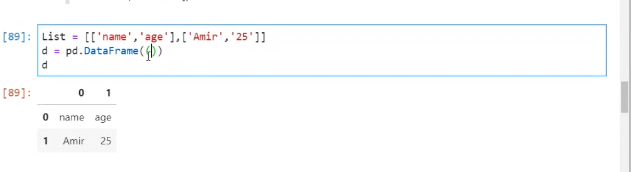 [89]: List = [['name','age'],['Amir','25']]
d = pd.DataFrame(())
d
[89]: 0 1
0 name age
1 Amir 25